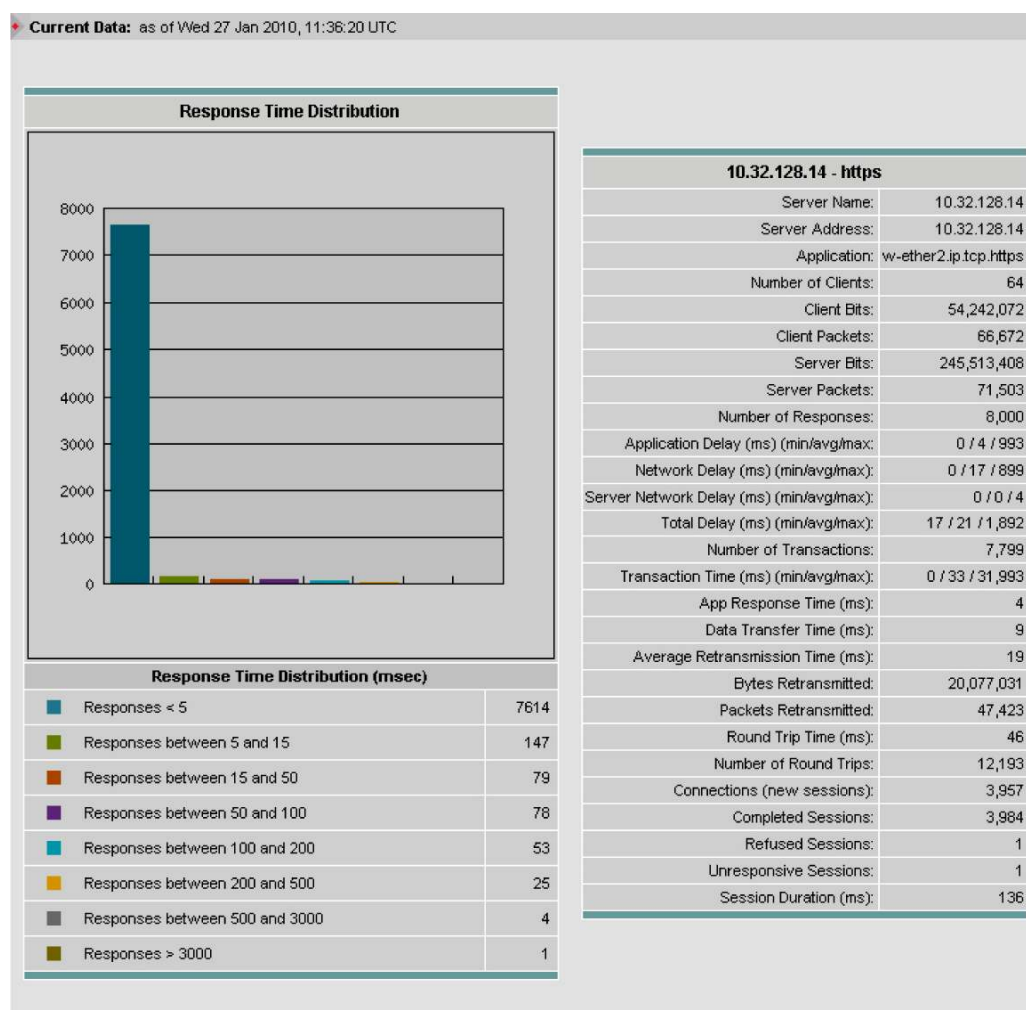 Current Data: as of Wed 27 Jan 2010, 11:36:20 UTC
Response Time Distribution
8000
7000
6000
5000
4000
3000
2000
1000
0
Response Time Distribution (msec)
Responses < 5 7614
Responses between 5 and 15 147
Responses between 15 and 50 79
Responses between 50 and 100 78
Responses between 100 and 200 53
Responses between 200 and 500 25
Responses between 500 and 3000 4
Responses > 3000 1
10.32.128.14 - https
Server Name: 10.32.128.14
Server Address: 10.32.128.14
Application: w-ether2.ip.tcp.https
Number of Clients: 64
Client Bits: 54,242,072
Client Packets: 66,672
Server Bits: 245,513,408
Server Packets: 71,503
Number of Responses: 8,000
Application Delay (ms) (min/avg/max: 0 / 4 / 993
Network Delay (ms) (min/avg/max): 0 / 17 / 899
Server Network Delay (ms) (min/avg/max): 0 / 0 / 4
Total Delay (ms) (min/avg/max): 17 / 21 / 1,892
Number of Transactions: 7,799
Transaction Time (ms) (min/avg/max): 0 / 33 / 31,993
App Response Time (ms): 4
Data Transfer Time (ms): 9
Average Retransmission Time (ms): 19
Bytes Retransmitted: 20,077,031
Packets Retransmitted: 47,423
Round Trip Time (ms): 46
Number of Round Trips: 12,193
Connections (new sessions): 3,957
Completed Sessions: 3,984
Refused Sessions: 1
Unresponsive Sessions: 1
Session Duration (ms): 136